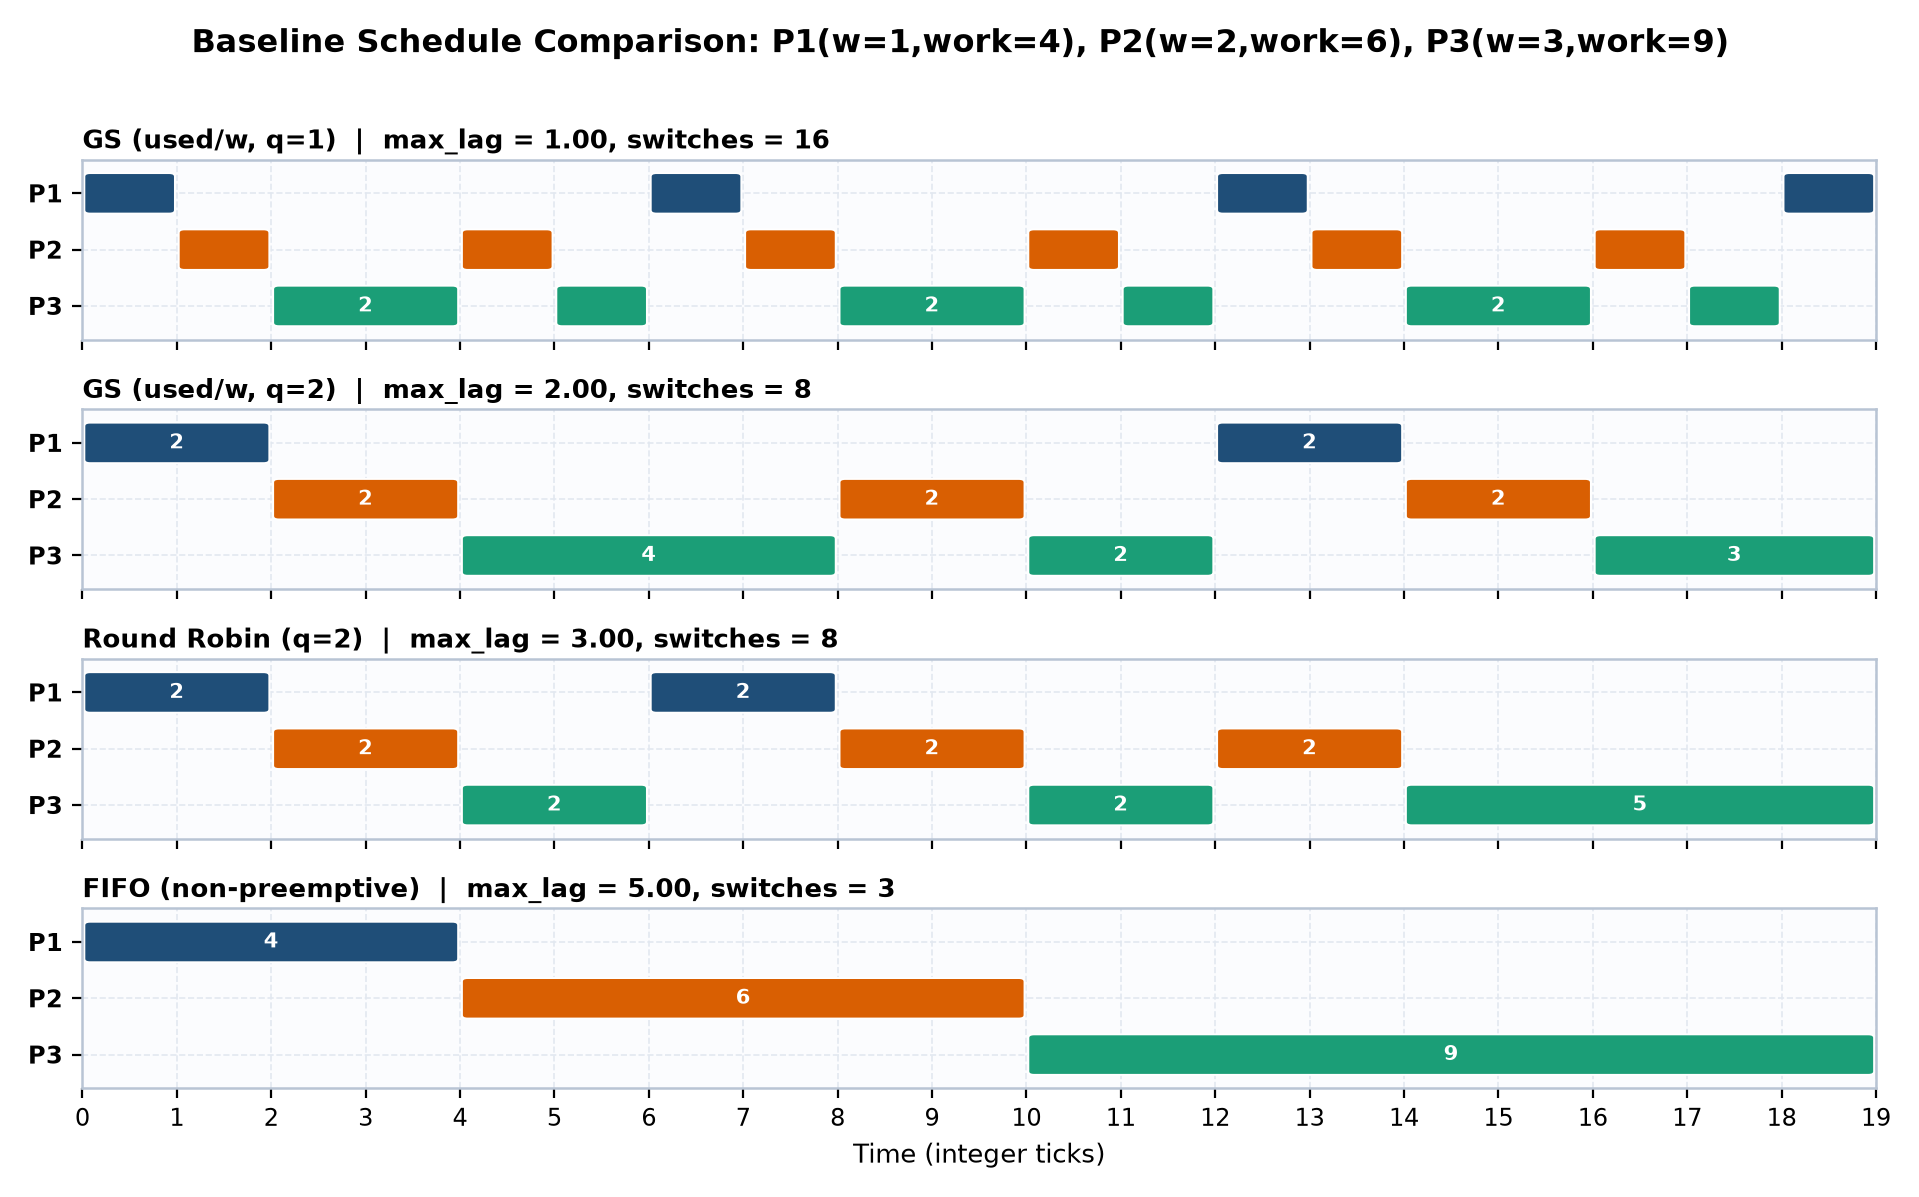 Baseline Schedule Comparison: P1(w=1,work=4), P2(w=2,work=6), P3(w=3,work=9)
GS (used/w, q=1)  |  max_lag = 1.00, switches = 16
P1
P2
P3 2 2 2
GS (used/w, q=2)  |  max_lag = 2.00, switches = 8
P1 2 2
P2 2 2 2
P3 4 2 3
Round Robin (q=2)  |  max_lag = 3.00, switches = 8
P1 2 2
P2 2 2 2
P3 2 2 5
FIFO (non-preemptive)  |  max_lag = 5.00, switches = 3
P1 4
P2 6
P3 9
0 1 2 3 4 5 6 7 8 9 10 11 12 13 14 15 16 17 18 19
Time (integer ticks)